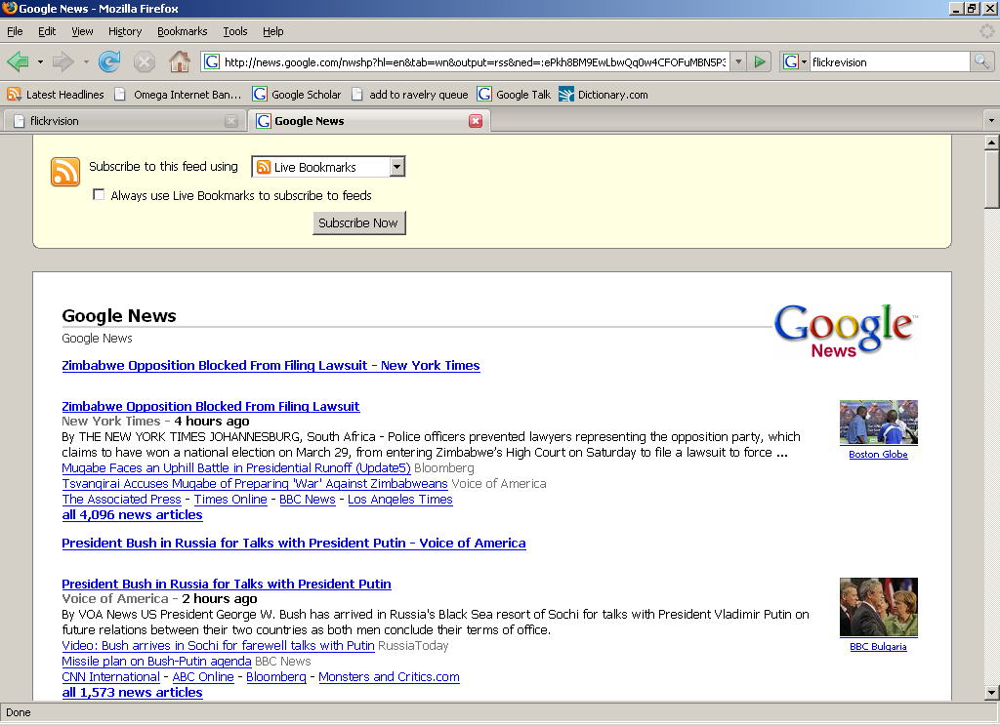 Google News - Mozilla Firefox
File Edit View History Bookmarks Tools Help
http://news.google.com/nwshp?hl=en&tab=wn&output=rss&ned=:ePkh8BM9EwLbwQq0w4CFOFuMBN5P3 flickrevision
Latest Headlines Omega Internet Ban... Google Scholar add to ravelry queue Google Talk Dictionary.com
flickrvision Google News
Subscribe to this feed using Live Bookmarks
Always use Live Bookmarks to subscribe to feeds
Subscribe Now
Google News
Google News
Google™
News
Zimbabwe Opposition Blocked From Filing Lawsuit - New York Times
Zimbabwe Opposition Blocked From Filing Lawsuit
New York Times - 4 hours ago
By THE NEW YORK TIMES JOHANNESBURG, South Africa - Police officers prevented lawyers representing the opposition party, which
claims to have won a national election on March 29, from entering Zimbabwe's High Court on Saturday to file a lawsuit to force ...
Mugabe Faces an Uphill Battle in Presidential Runoff (Update5) Bloomberg
Tsvangirai Accuses Mugabe of Preparing 'War' Against Zimbabweans Voice of America
The Associated Press - Times Online - BBC News - Los Angeles Times
all 4,096 news articles
Boston Globe
President Bush in Russia for Talks with President Putin - Voice of America
President Bush in Russia for Talks with President Putin
Voice of America - 2 hours ago
By VOA News US President George W. Bush has arrived in Russia's Black Sea resort of Sochi for talks with President Vladimir Putin on
future relations between their two countries as both men conclude their terms of office.
Video: Bush arrives in Sochi for farewell talks with Putin RussiaToday
Missile plan on Bush-Putin agenda BBC News
CNN International - ABC Online - Bloomberg - Monsters and Critics.com
all 1,573 news articles
BBC Bulgaria
Done